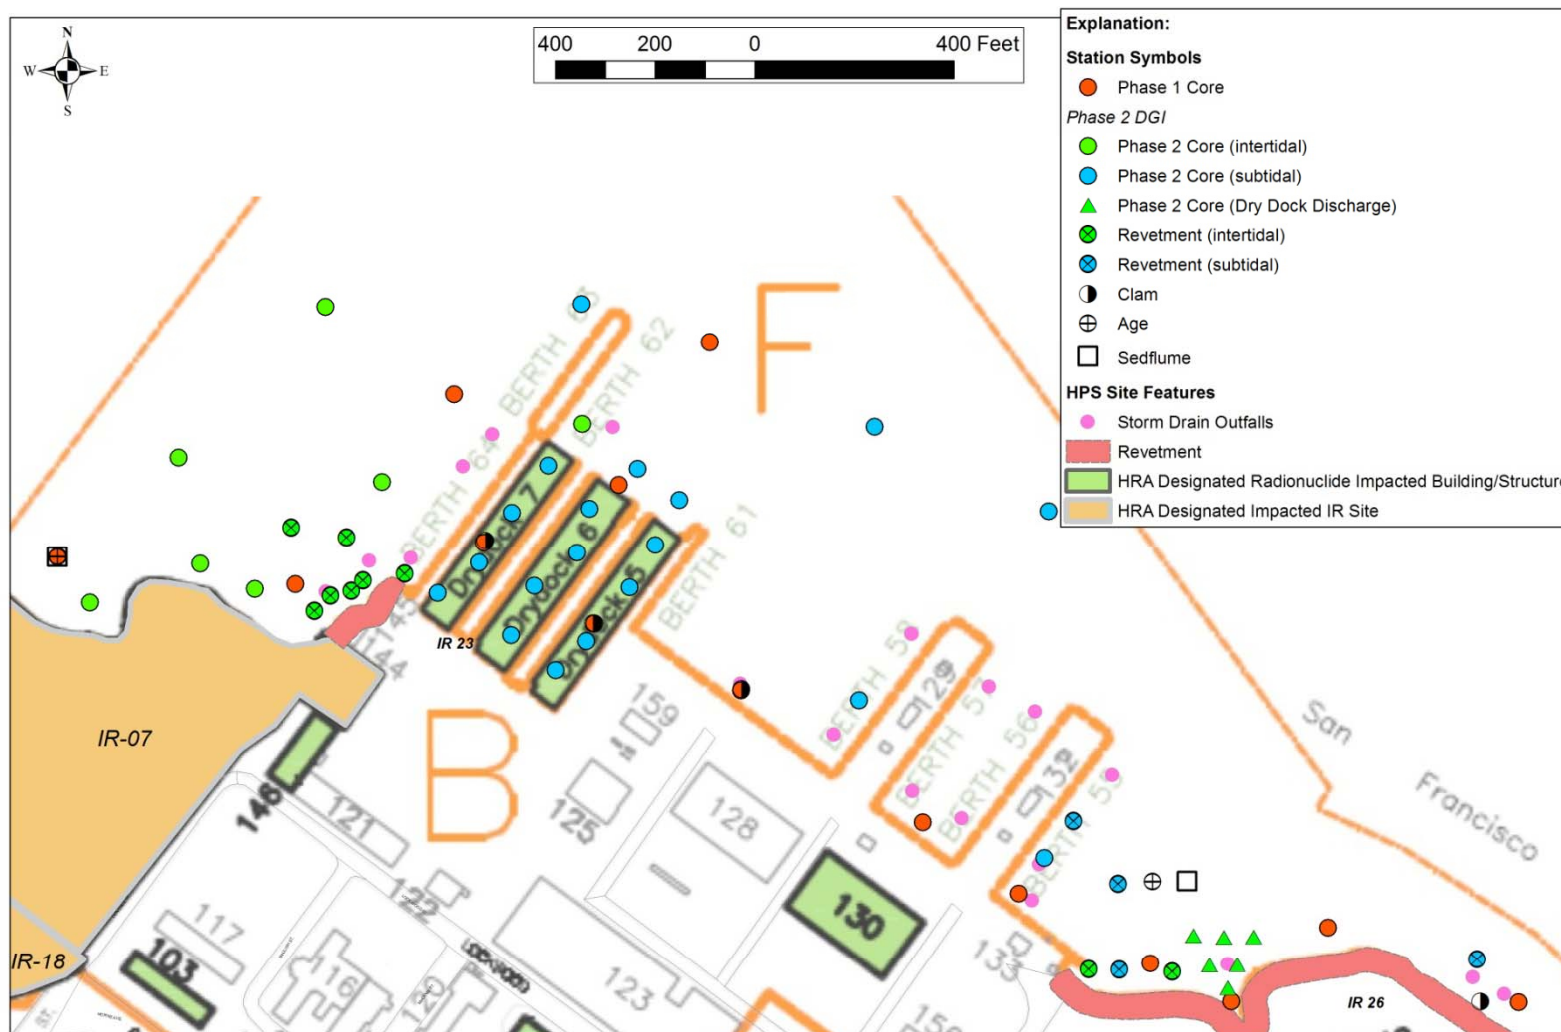 N
W E
S
400 200 0 400 Feet
Explanation:
Station Symbols
Phase 1 Core
Phase 2 DGI
Phase 2 Core (intertidal)
Phase 2 Core (subtidal)
Phase 2 Core (Dry Dock Discharge)
Revetment (intertidal)
Revetment (subtidal)
Clam
Age
Sedflume
HPS Site Features
Storm Drain Outfalls
Revetment
HRA Designated Radionuclide Impacted Building/Structure
HRA Designated Impacted IR Site
F
BERTH 63
BERTH 62
BERTH 64
BERTH 61
Drydock 7
Drydock 6
Drydock 5
IR 23
145
144
IR-07
B
146
121
125
159
128
BERTH 58
129
BERTH 57
BERTH 56
132
BERTH 59
San
Francisco
122
117
103
IR-18
116
120
123
130
133
IR 26